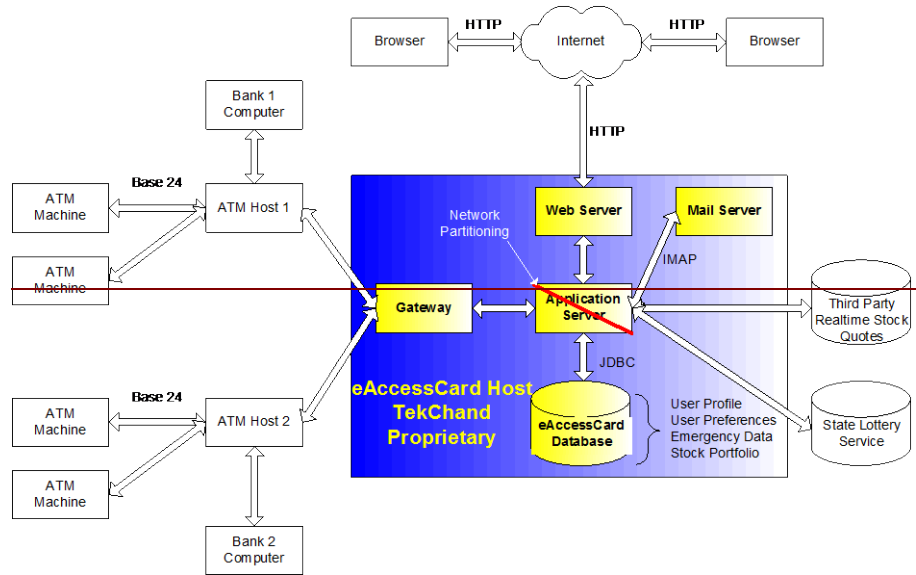 HTTP
HTTP
Browser
Internet
Browser
Bank 1
Computer
HTTP
ATM
Machine
Base 24
ATM Host 1
Network
Partitioning
Web Server
Mail Server
IMAP
ATM
Machine
Gateway
Application
Server
Third Party
Realtime Stock
Quotes
JDBC
eAccessCard Host
TekChand
Proprietary
ATM
Machine
Base 24
ATM Host 2
eAccessCard
Database
User Profile
User Preferences
Emergency Data
Stock Portfolio
State Lottery
Service
ATM
Machine
Bank 2
Computer